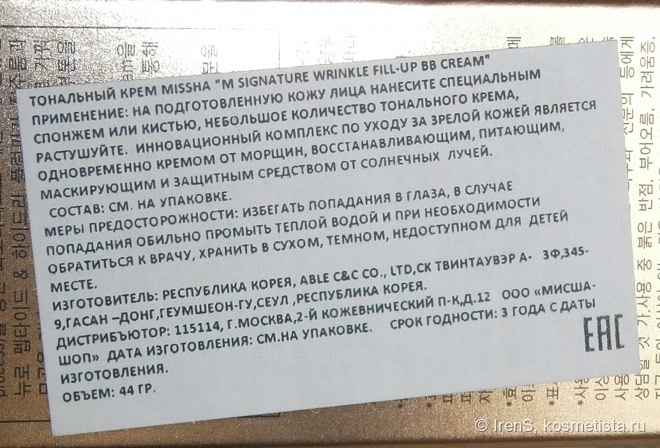 ТОНАЛЬНЫЙ КРЕМ MISSHA "M SIGNATURE WRINKLE FILL-UP BB CREAM"
ПРИМЕНЕНИЕ: НА ПОДГОТОВЛЕННУЮ КОЖУ ЛИЦА НАНЕСИТЕ СПЕЦИАЛЬНЫМ
СПОНЖЕМ ИЛИ КИСТЬЮ, НЕБОЛЬШОЕ КОЛИЧЕСТВО ТОНАЛЬНОГО КРЕМА,
РАСТУШУЙТЕ. ИННОВАЦИОННЫЙ КОМПЛЕКС ПО УХОДУ ЗА ЗРЕЛОЙ КОЖЕЙ ЯВЛЯЕТСЯ
ОДНОВРЕМЕННО КРЕМОМ ОТ МОРЩИН, ВОССТАНАВЛИВАЮЩИМ, ПИТАЮЩИМ,
МАСКИРУЮЩИМ И ЗАЩИТНЫМ СРЕДСТВОМ ОТ СОЛНЕЧНЫХ ЛУЧЕЙ.
СОСТАВ: СМ. НА УПАКОВКЕ.
МЕРЫ ПРЕДОСТОРОЖНОСТИ: ИЗБЕГАТЬ ПОПАДАНИЯ В ГЛАЗА, В СЛУЧАЕ
ПОПАДАНИЯ ОБИЛЬНО ПРОМЫТЬ ТЕПЛОЙ ВОДОЙ И ПРИ НЕОБХОДИМОСТИ
ОБРАТИТЬСЯ К ВРАЧУ, ХРАНИТЬ В СУХОМ, ТЕМНОМ, НЕДОСТУПНОМ ДЛЯ ДЕТЕЙ
МЕСТЕ.
ИЗГОТОВИТЕЛЬ: РЕСПУБЛИКА КОРЕЯ, ABLE C&C CO., LTD,СК ТВИНТАУВЭР А- 3Ф,345-
9,ГАСАН –ДОНГ,ГЕУМШЕОН-ГУ,СЕУЛ ,РЕСПУБЛИКА КОРЕЯ.
ДИСТРИБЬЮТОР: 115114, Г.МОСКВА,2-Й КОЖЕВНИЧЕСКИЙ П-К,Д.12 ООО «МИСША-
ШОП» ДАТА ИЗГОТОВЛЕНИЯ: СМ.НА УПАКОВКЕ. СРОК ГОДНОСТИ: 3 ГОДА С ДАТЫ
ИЗГОТОВЛЕНИЯ.
ОБЪЕМ: 44 ГР.
EAC
© IrenS, kosmetista.ru